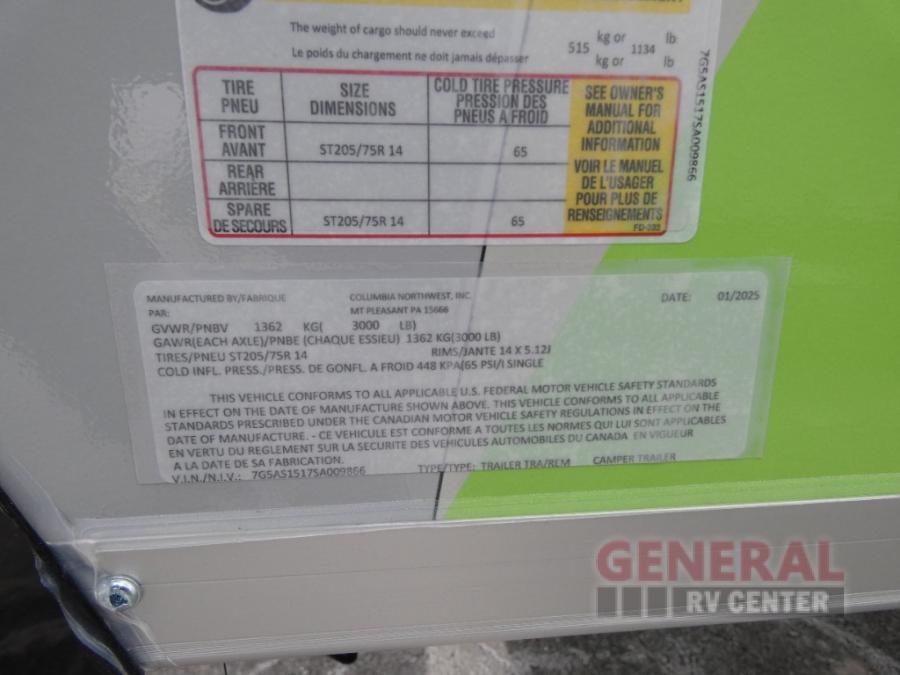 The weight of cargo should never exceed
Le poids du chargement ne doit jamais dépasser
515 kg or 1134 lb
kg or lb
TIRE PNEU
SIZE DIMENSIONS
COLD TIRE PRESSURE PRESSION DES PNEUS A FROID
SEE OWNER'S MANUAL FOR ADDITIONAL INFORMATION
VOIR LE MANUEL DE L'USAGER POUR PLUS DE RENSEIGNEMENTS
FRONT AVANT ST205/75R 14 65
REAR ARRIÈRE
SPARE DE SECOURS ST205/75R 14 65
7G5AS1517SA009866
MANUFACTURED BY/FABRIQUE COLUMBIA NORTHWEST, INC. DATE: 01/2025
PAR: MT PLEASANT PA 15666
GVWR/PNBV 1362 KG( 3000 LB)
GAWR(EACH AXLE)/PNBE (CHAQUE ESSIEU) 1362 KG(3000 LB)
TIRES/PNEU ST205/75R 14 RIMS/JANTE 14 X 5.12J
COLD INFL. PRESS./PRESS. DE GONFL. A FROID 448 KPA(65 PSI/I SINGLE
THIS VEHICLE CONFORMS TO ALL APPLICABLE U.S. FEDERAL MOTOR VEHICLE SAFETY STANDARDS
IN EFFECT ON THE DATE OF MANUFACTURE SHOWN ABOVE. THIS VEHICLE CONFORMS TO ALL APPLICABLE
STANDARDS PRESCRIBED UNDER THE CANADIAN MOTOR VEHICLE SAFETY REGULATIONS IN EFFECT ON THE
DATE OF MANUFACTURE. - CE VEHICULE EST CONFORME A TOUTES LES NORMES QUI LUI SONT APPLICABLES
EN VERTU DU REGLEMENT SUR LA SECURITE DES VEHICULES AUTOMOBILES DU CANADA EN VIGUEUR
A LA DATE DE SA FABRICATION.
V.I.N./N.I.V.: 7G5AS1517SA009866 TYPE/TYPE: TRAILER TRA/REM CAMPER TRAILER
GENERAL
RV CENTER